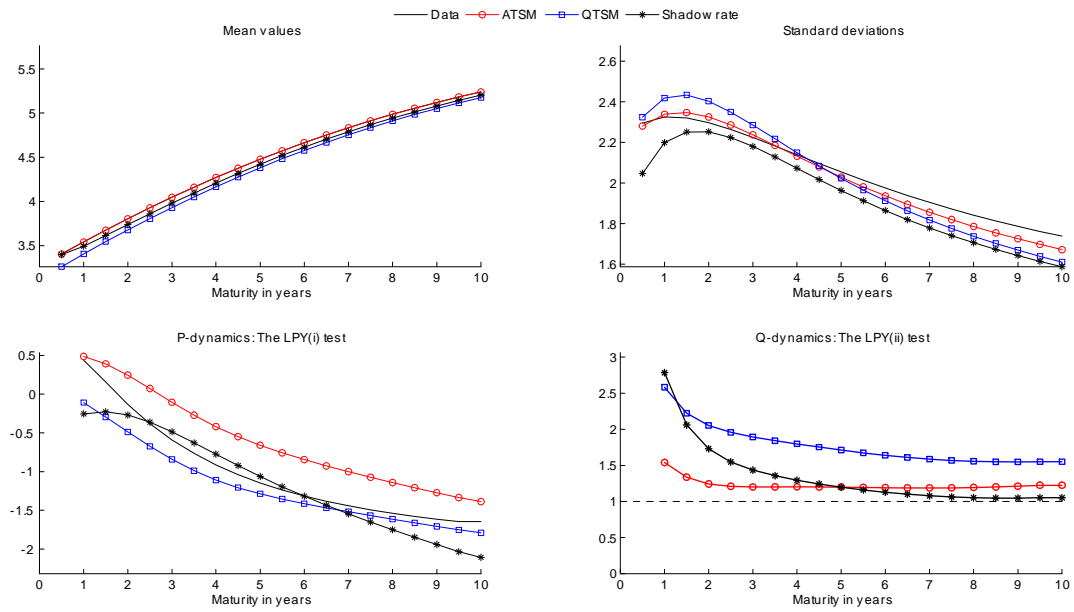 Data ATSM QTSM Shadow rate
Mean values
5.5
5
4.5
4
3.5
0 1 2 3 4 5 6 7 8 9 10
Maturity in years
Standard deviations
2.6
2.4
2.2
2
1.8
1.6
0 1 2 3 4 5 6 7 8 9 10
Maturity in years
P-dynamics: The LPY(i) test
0.5
0
-0.5
-1
-1.5
-2
0 1 2 3 4 5 6 7 8 9 10
Maturity in years
Q-dynamics: The LPY(ii) test
3
2.5
2
1.5
1
0.5
0
0 1 2 3 4 5 6 7 8 9 10
Maturity in years